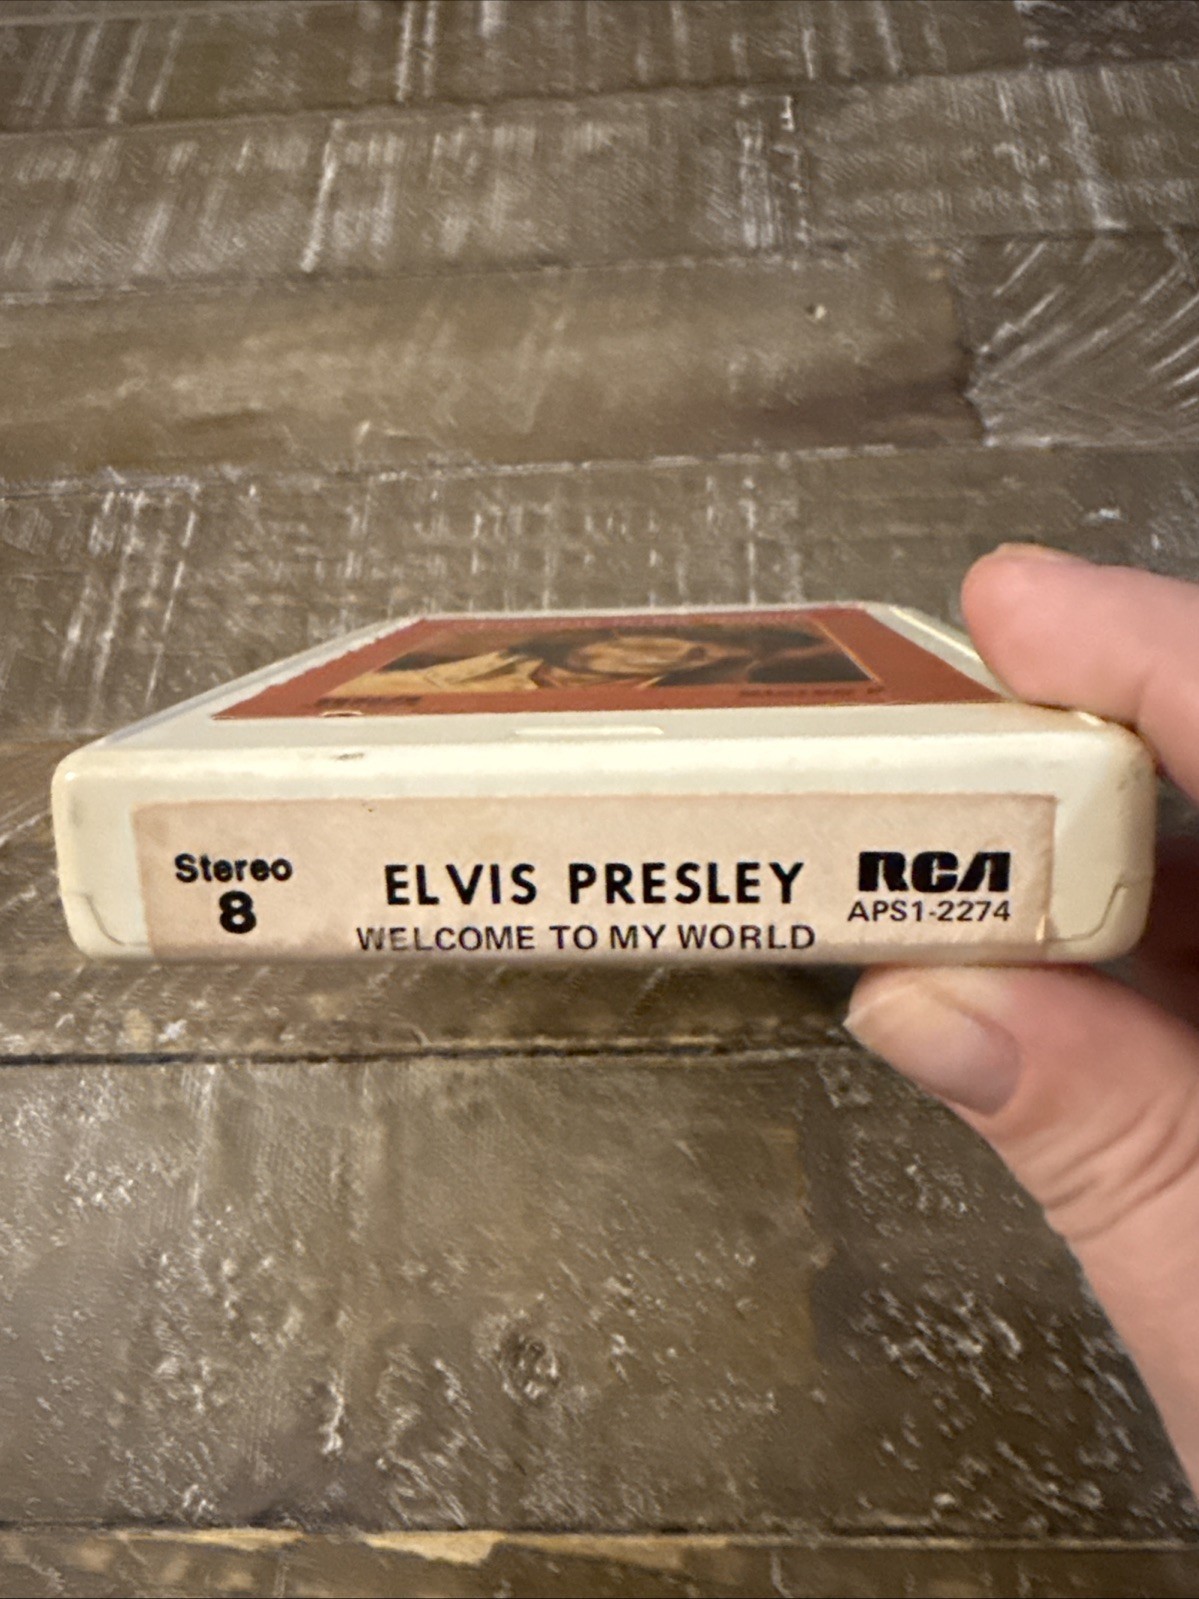 Stereo
8
ELVIS PRESLEY
WELCOME TO MY WORLD
RCA
APS1-2274